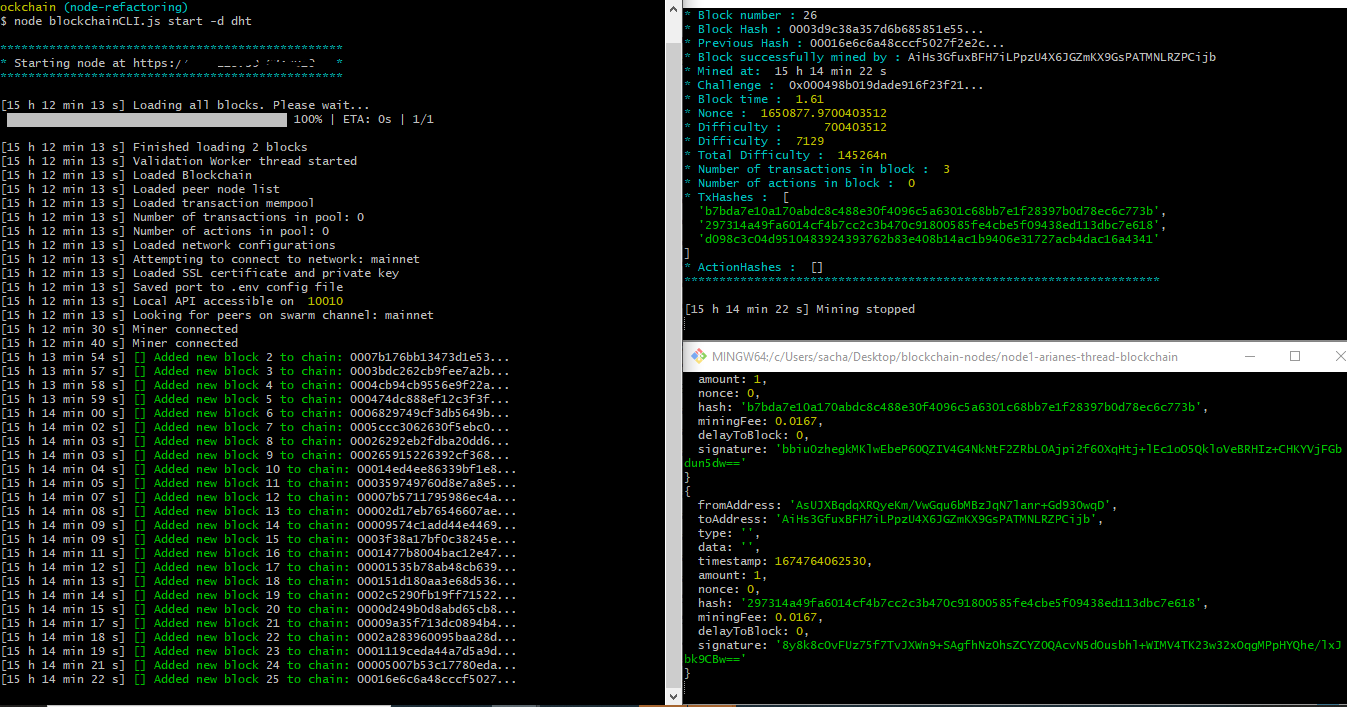 ockchain (node-refactoring)
$ node blockchainCLI.js start -d dht
*************************************************
* Starting node at https:/ *
*************************************************
[15 h 12 min 13 s] Loading all blocks. Please wait...
100% | ETA: 0s | 1/1
[15 h 12 min 13 s] Finished loading 2 blocks
[15 h 12 min 13 s] Validation Worker thread started
[15 h 12 min 13 s] Loaded Blockchain
[15 h 12 min 13 s] Loaded peer node list
[15 h 12 min 13 s] Loaded transaction mempool
[15 h 12 min 13 s] Number of transactions in pool: 0
[15 h 12 min 13 s] Number of actions in pool: 0
[15 h 12 min 13 s] Loaded network configurations
[15 h 12 min 13 s] Attempting to connect to network: mainnet
[15 h 12 min 13 s] Loaded SSL certificate and private key
[15 h 12 min 13 s] Saved port to .env config file
[15 h 12 min 13 s] Local API accessible on 10010
[15 h 12 min 13 s] Looking for peers on swarm channel: mainnet
[15 h 12 min 30 s] Miner connected
[15 h 12 min 40 s] Miner connected
[15 h 13 min 54 s] [] Added new block 2 to chain: 0007b176bb13473d1e53...
[15 h 13 min 57 s] [] Added new block 3 to chain: 0003bdc262cb9fee7a2b...
[15 h 13 min 58 s] [] Added new block 4 to chain: 0004cb94cb9556e9f22a...
[15 h 13 min 59 s] [] Added new block 5 to chain: 000474dc888ef12c3f3f...
[15 h 14 min 00 s] [] Added new block 6 to chain: 0006829749cf3db5649b...
[15 h 14 min 02 s] [] Added new block 7 to chain: 0005ccc3062630f5ebc0...
[15 h 14 min 03 s] [] Added new block 8 to chain: 00026292eb2fdba20dd6...
[15 h 14 min 03 s] [] Added new block 9 to chain: 000265915226392cf368...
[15 h 14 min 04 s] [] Added new block 10 to chain: 00014ed4ee86339bf1e8...
[15 h 14 min 05 s] [] Added new block 11 to chain: 000359749760d8e7a8e5...
[15 h 14 min 07 s] [] Added new block 12 to chain: 00007b5711795986ec4a...
[15 h 14 min 08 s] [] Added new block 13 to chain: 00002d17eb76546607ae...
[15 h 14 min 09 s] [] Added new block 14 to chain: 00009574c1add44e4469...
[15 h 14 min 09 s] [] Added new block 15 to chain: 0003f38a17bf0c38245e...
[15 h 14 min 11 s] [] Added new block 16 to chain: 0001477b8004bac12e47...
[15 h 14 min 12 s] [] Added new block 17 to chain: 00001535b78ab48cb639...
[15 h 14 min 13 s] [] Added new block 18 to chain: 000151d180aa3e68d536...
[15 h 14 min 14 s] [] Added new block 19 to chain: 0002c5290fb19ff71522...
[15 h 14 min 15 s] [] Added new block 20 to chain: 0000d249b0d8abd65cb8...
[15 h 14 min 17 s] [] Added new block 21 to chain: 00009a35f713dc0894b4...
[15 h 14 min 18 s] [] Added new block 22 to chain: 0002a283960095baa28d...
[15 h 14 min 19 s] [] Added new block 23 to chain: 0001119ceda44a7d5a9d...
[15 h 14 min 21 s] [] Added new block 24 to chain: 00005007b53c17780eda...
[15 h 14 min 22 s] [] Added new block 25 to chain: 00016e6c6a48cccf5027...
* Block number : 26
* Block Hash : 0003d9c38a357d6b685851e55...
* Previous Hash : 00016e6c6a48cccf5027f2e2c...
* Block successfully mined by : AiHs3GfuxBFH7iLPpzU4X6JGZmKX9GsPATMNLRZPCijb
* Mined at: 15 h 14 min 22 s
* Challenge : 0x000498b019dade916f23f21...
* Block time : 1.61
* Nonce : 1650877.9700403512
* Difficulty : 700403512
* Difficulty : 7129
* Total Difficulty : 145264n
* Number of transactions in block : 3
* Number of actions in block : 0
* TxHashes : [
'b7bda7e10a170abdc8c488e30f4096c5a6301c68bb7e1f28397b0d78ec6c773b',
'297314a49fa6014cf4b7cc2c3b470c91800585fe4cbe5f09438ed113dbc7e618',
'd098c3c04d9510483924393762b83e408b14ac1b9406e31727acb4dac16a4341'
]
* ActionHashes : []
********************************************************************
[15 h 14 min 22 s] Mining stopped
MINGW64:/c/Users/sacha/Desktop/blockchain-nodes/node1-arianes-thread-blockchain
amount: 1,
nonce: 0,
hash: 'b7bda7e10a170abdc8c488e30f4096c5a6301c68bb7e1f28397b0d78ec6c773b',
miningFee: 0.0167,
delayToBlock: 0,
signature: 'bbiu0zhegkMKlwEbeP60QZIV4G4NkNtF2ZRbL0Ajpi2f60XqHtj+lEc1oO5QkloVeBRHIz+CHKYVjFGb
dun5dw=='
}
{
fromAddress: 'AsUJXBqdqXRQyeKm/VwGqu6bMBzJqN7lanr+Gd93OwqD',
toAddress: 'AiHs3GfuxBFH7iLPpzU4X6JGZmKX9GsPATMNLRZPCijb',
type: '',
data: '',
timestamp: 1674764062530,
amount: 1,
nonce: 0,
hash: '297314a49fa6014cf4b7cc2c3b470c91800585fe4cbe5f09438ed113dbc7e618',
miningFee: 0.0167,
delayToBlock: 0,
signature: '8y8k8cOvFUz75f7TvJXWn9+SAgfhNzOhsZCYZ0QAcvN5dOusbhl+WIMV4TK23w32xOqgMPpHYQhe/lxJ
bk9CBw=='
}